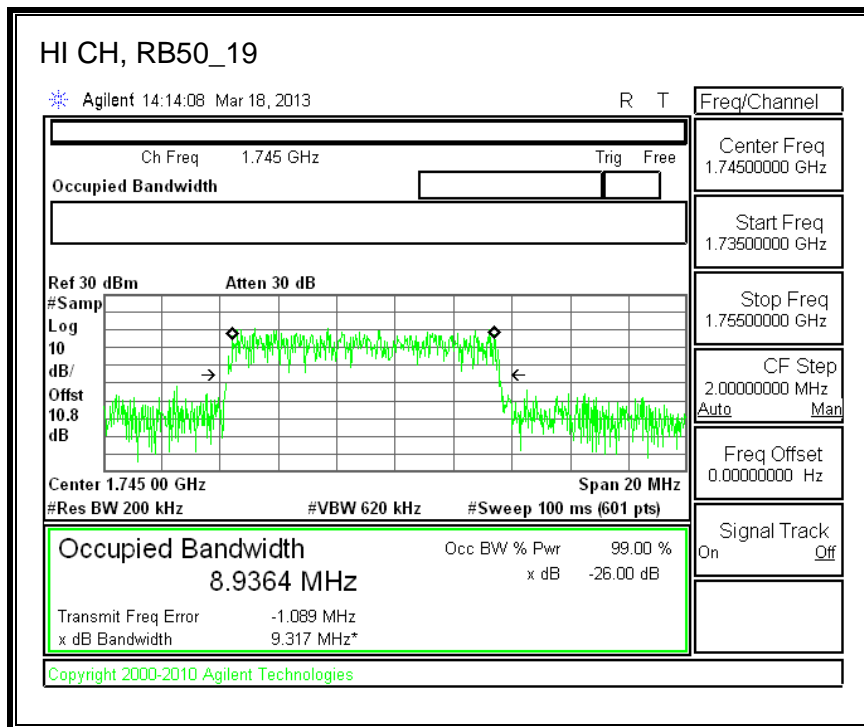 HI CH, RB50_19
Agilent 14:14:08 Mar 18, 2013 R T
Freq/Channel
Ch Freq 1.745 GHz Trig Free
Occupied Bandwidth
Center Freq
1.74500000 GHz
Start Freq
1.73500000 GHz
Stop Freq
1.75500000 GHz
CF Step
2.00000000 MHz
Auto Man
Freq Offset
0.00000000 Hz
Signal Track
On Off
Ref 30 dBm Atten 30 dB
#Samp
Log
10
dB/
Offst
10.8
dB
Center 1.745 00 GHz Span 20 MHz
#Res BW 200 kHz #VBW 620 kHz #Sweep 100 ms (601 pts)
Occupied Bandwidth Occ BW % Pwr 99.00 %
8.9364 MHz x dB -26.00 dB
Transmit Freq Error -1.089 MHz
x dB Bandwidth 9.317 MHz*
Copyright 2000-2010 Agilent Technologies